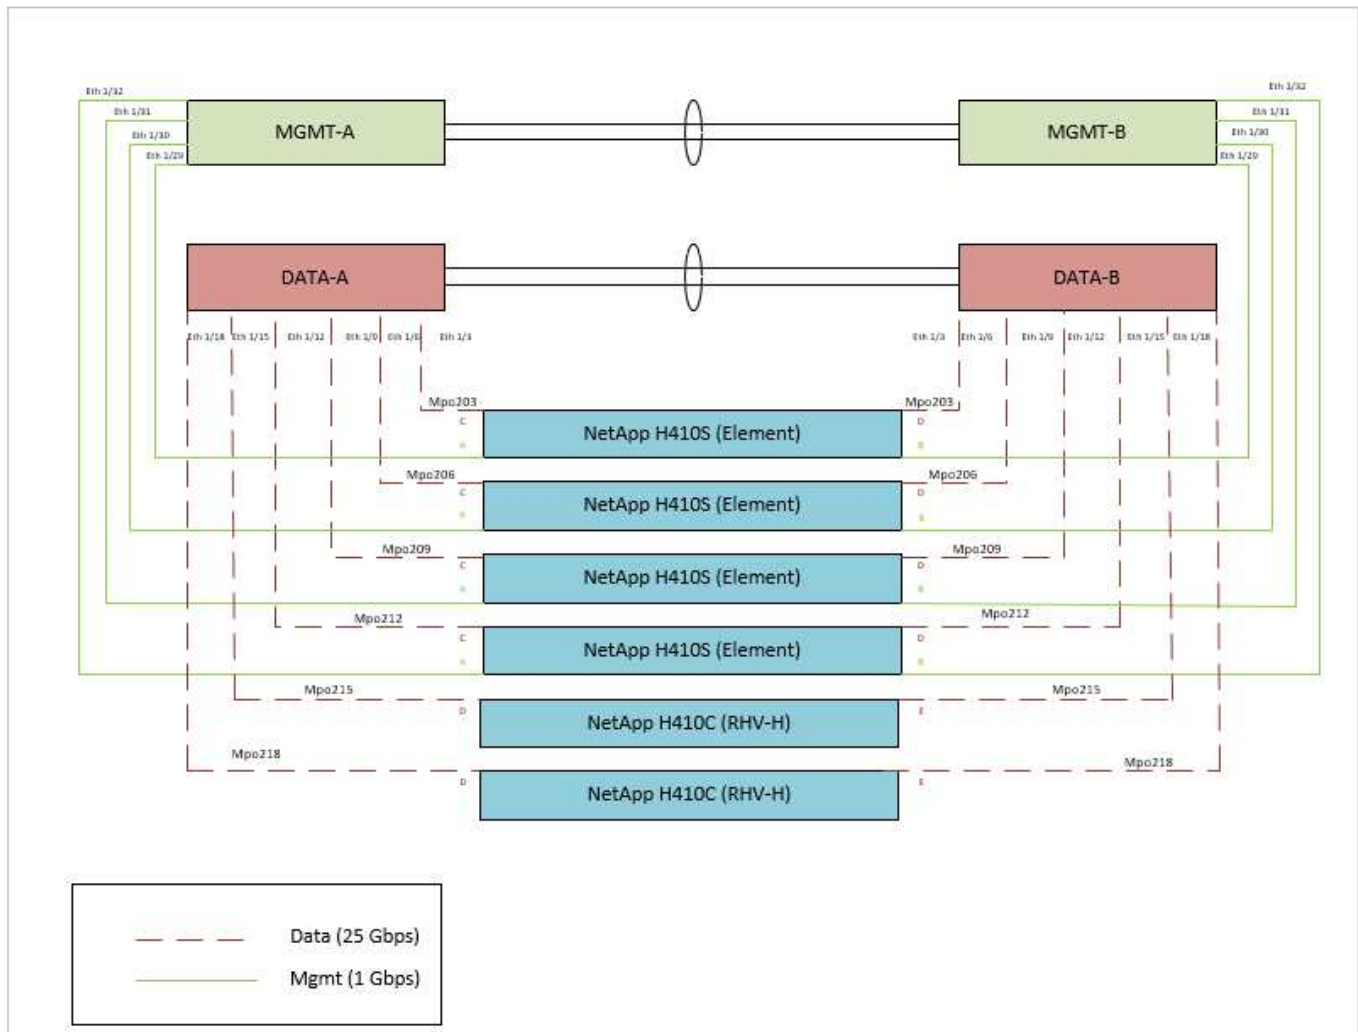 Eth 1/32
Eth 1/31
Eth 1/30
Eth 1/29
MGMT-A
MGMT-B
Eth 1/32
Eth 1/31
Eth 1/30
Eth 1/29
DATA-A
DATA-B
Eth 1/18 Eth 1/15 Eth 1/12 Eth 1/9 Eth 1/6 Eth 1/3
Eth 1/3 Eth 1/6 Eth 1/9 Eth 1/12 Eth 1/15 Eth 1/18
Mpo203 Mpo203
C NetApp H410S (Element) D
Mpo206 Mpo206
C NetApp H410S (Element) D
Mpo209 Mpo209
C NetApp H410S (Element) D
Mpo212 Mpo212
C NetApp H410S (Element) D
Mpo215 Mpo215
D NetApp H410C (RHV-H) E
Mpo218 Mpo218
D NetApp H410C (RHV-H) E
Data (25 Gbps)
Mgmt (1 Gbps)